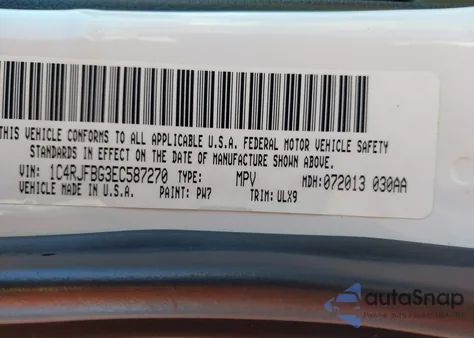 THIS VEHICLE CONFORMS TO ALL APPLICABLE U.S.A. FEDERAL MOTOR VEHICLE SAFETY
STANDARDS IN EFFECT ON THE DATE OF MANUFACTURE SHOWN ABOVE.
VIN: 1C4RJFBG3EC587270 TYPE: MPV MDH:072013 030AA
VEHICLE MADE IN U.S.A. PAINT: PW7 TRIM: ULX9
autoSnap